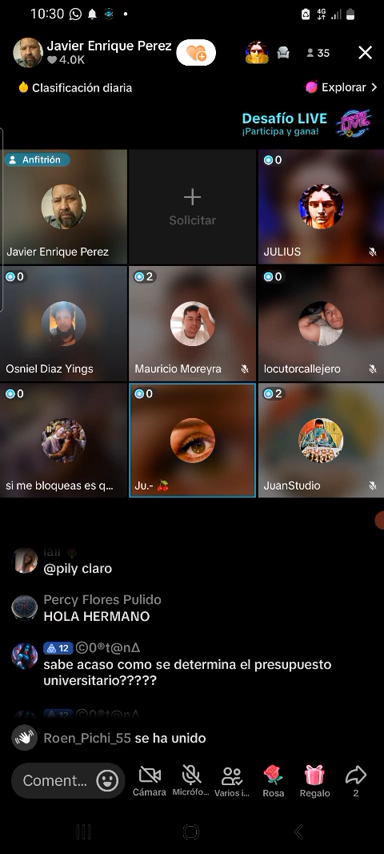 10:30
4G
Javier Enrique Perez
4.0K
35
Clasificación diaria
Explorar >
Desafío LIVE
¡Participa y gana!
LIVE
Anfitrión
Javier Enrique Perez
Solicitar
0
JULIUS
0
Osniel Diaz Yings
2
Mauricio Moreyra
0
locutorcallejero
0
si me bloqueas es q...
0
Ju.- 🍒
2
JuanStudio
@pily claro
Percy Flores Pulido
HOLA HERMANO
12 ©0®t@n∆
sabe acaso como se determina el presupuesto
universitario?????
Roen_Pichi_55 se ha unido
Coment...
Cámara
Micrófo...
Varios i...
Rosa
Regalo
2